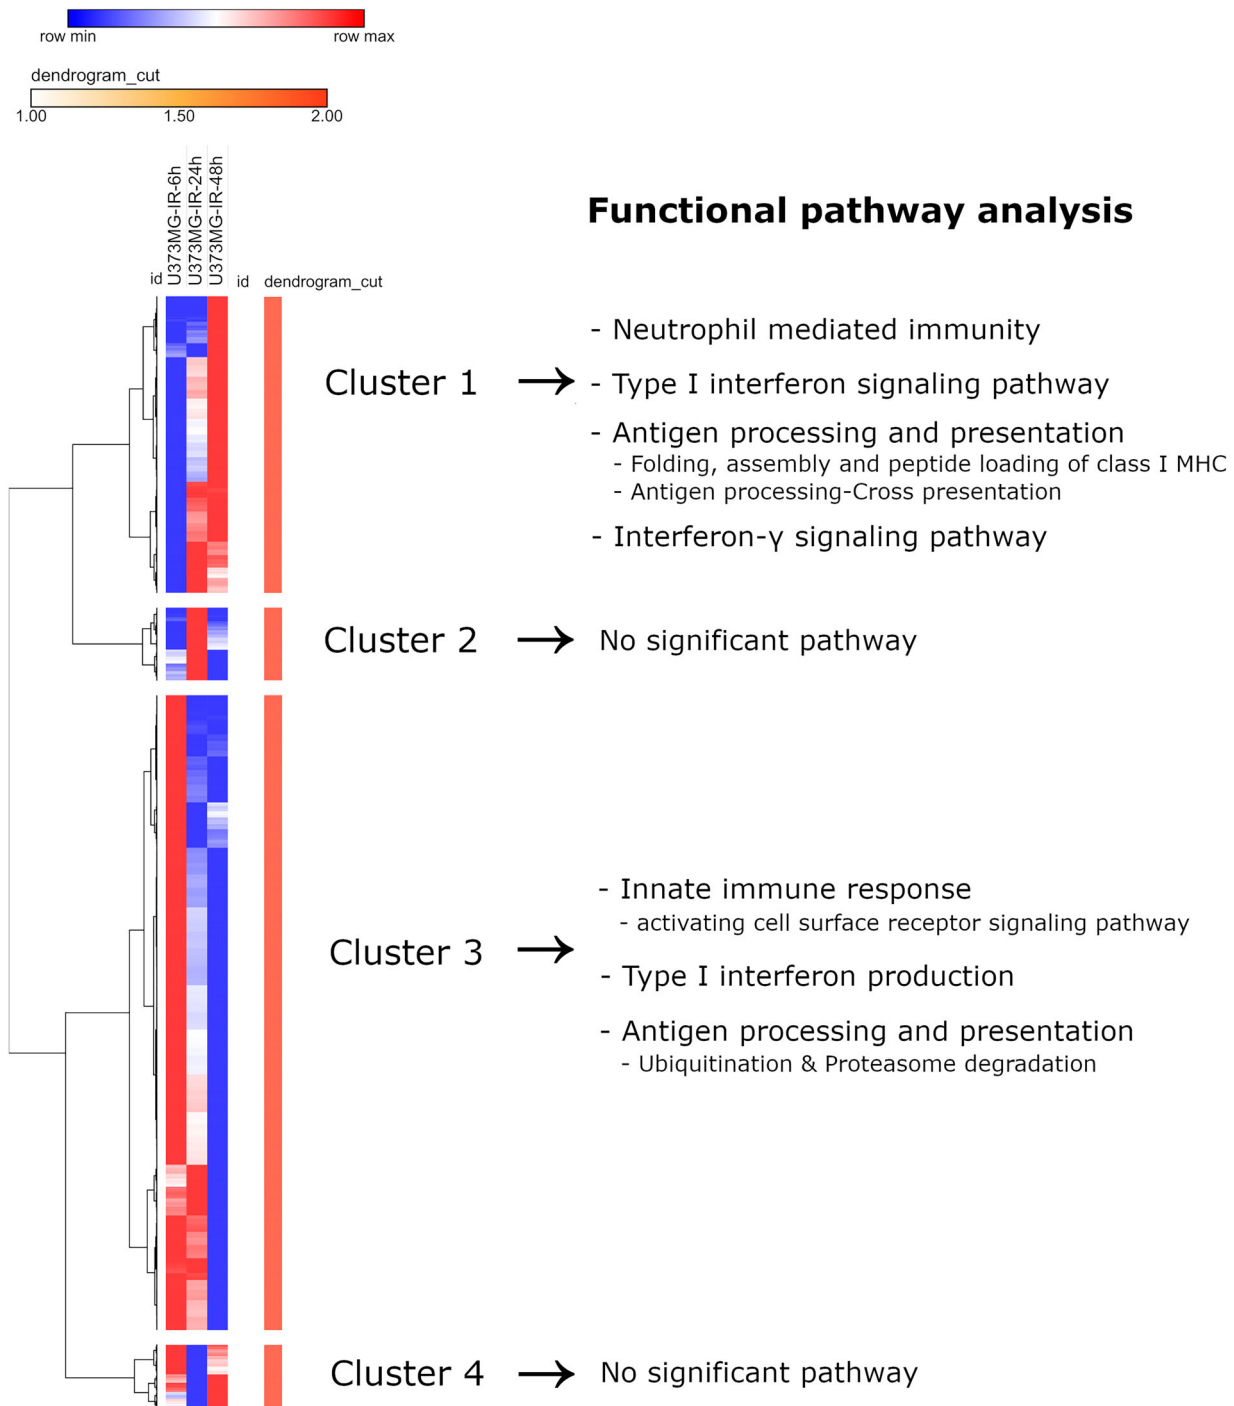 row min
row max
dendrogram_cut
1.00
1.50
2.00
id
U373MG-IR-6h
U373MG-IR-24h
U373MG-IR-48h
id
dendrogram_cut
Functional pathway analysis
Cluster 1
- Neutrophil mediated immunity
- Type I interferon signaling pathway
- Antigen processing and presentation
- Folding, assembly and peptide loading of class I MHC
- Antigen processing-Cross presentation
- Interferon-γ signaling pathway
Cluster 2
No significant pathway
Cluster 3
- Innate immune response
- activating cell surface receptor signaling pathway
- Type I interferon production
- Antigen processing and presentation
- Ubiquitination & Proteasome degradation
Cluster 4
No significant pathway